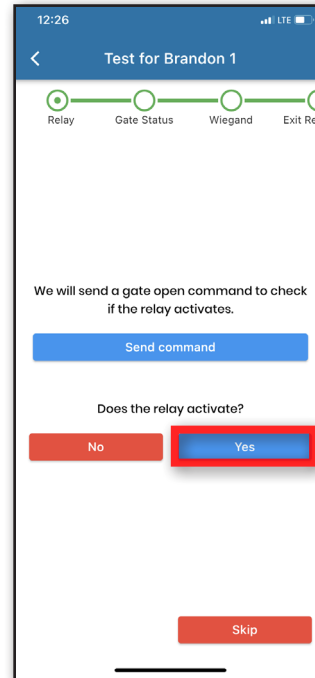 12:26 LTE
Test for Brandon 1
Relay Gate Status Wiegand Exit Re
We will send a gate open command to check
if the relay activates.
Send command
Does the relay activate?
No Yes
Skip